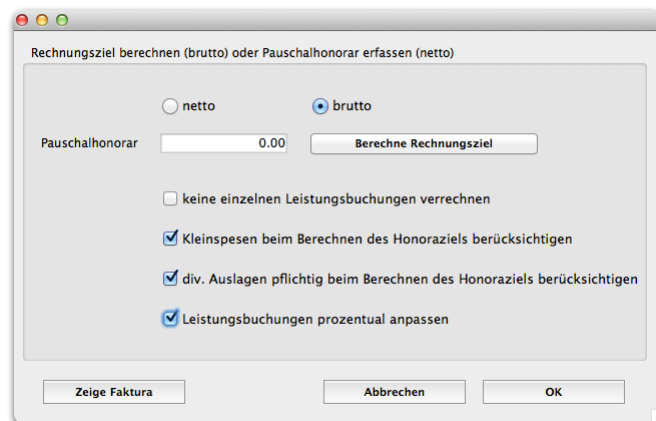 Rechnungsziel berechnen (brutto) oder Pauschalhonorar erfassen (netto)
netto brutto
Pauschalhonorar 0.00 Berechne Rechnungsziel
keine einzelnen Leistungsbuchungen verrechnen
Kleinspesen beim Berechnen des Honoraziels berücksichtigen
div. Auslagen pflichtig beim Berechnen des Honoraziels berücksichtigen
Leistungsbuchungen prozentual anpassen
Zeige Faktura Abbrechen OK